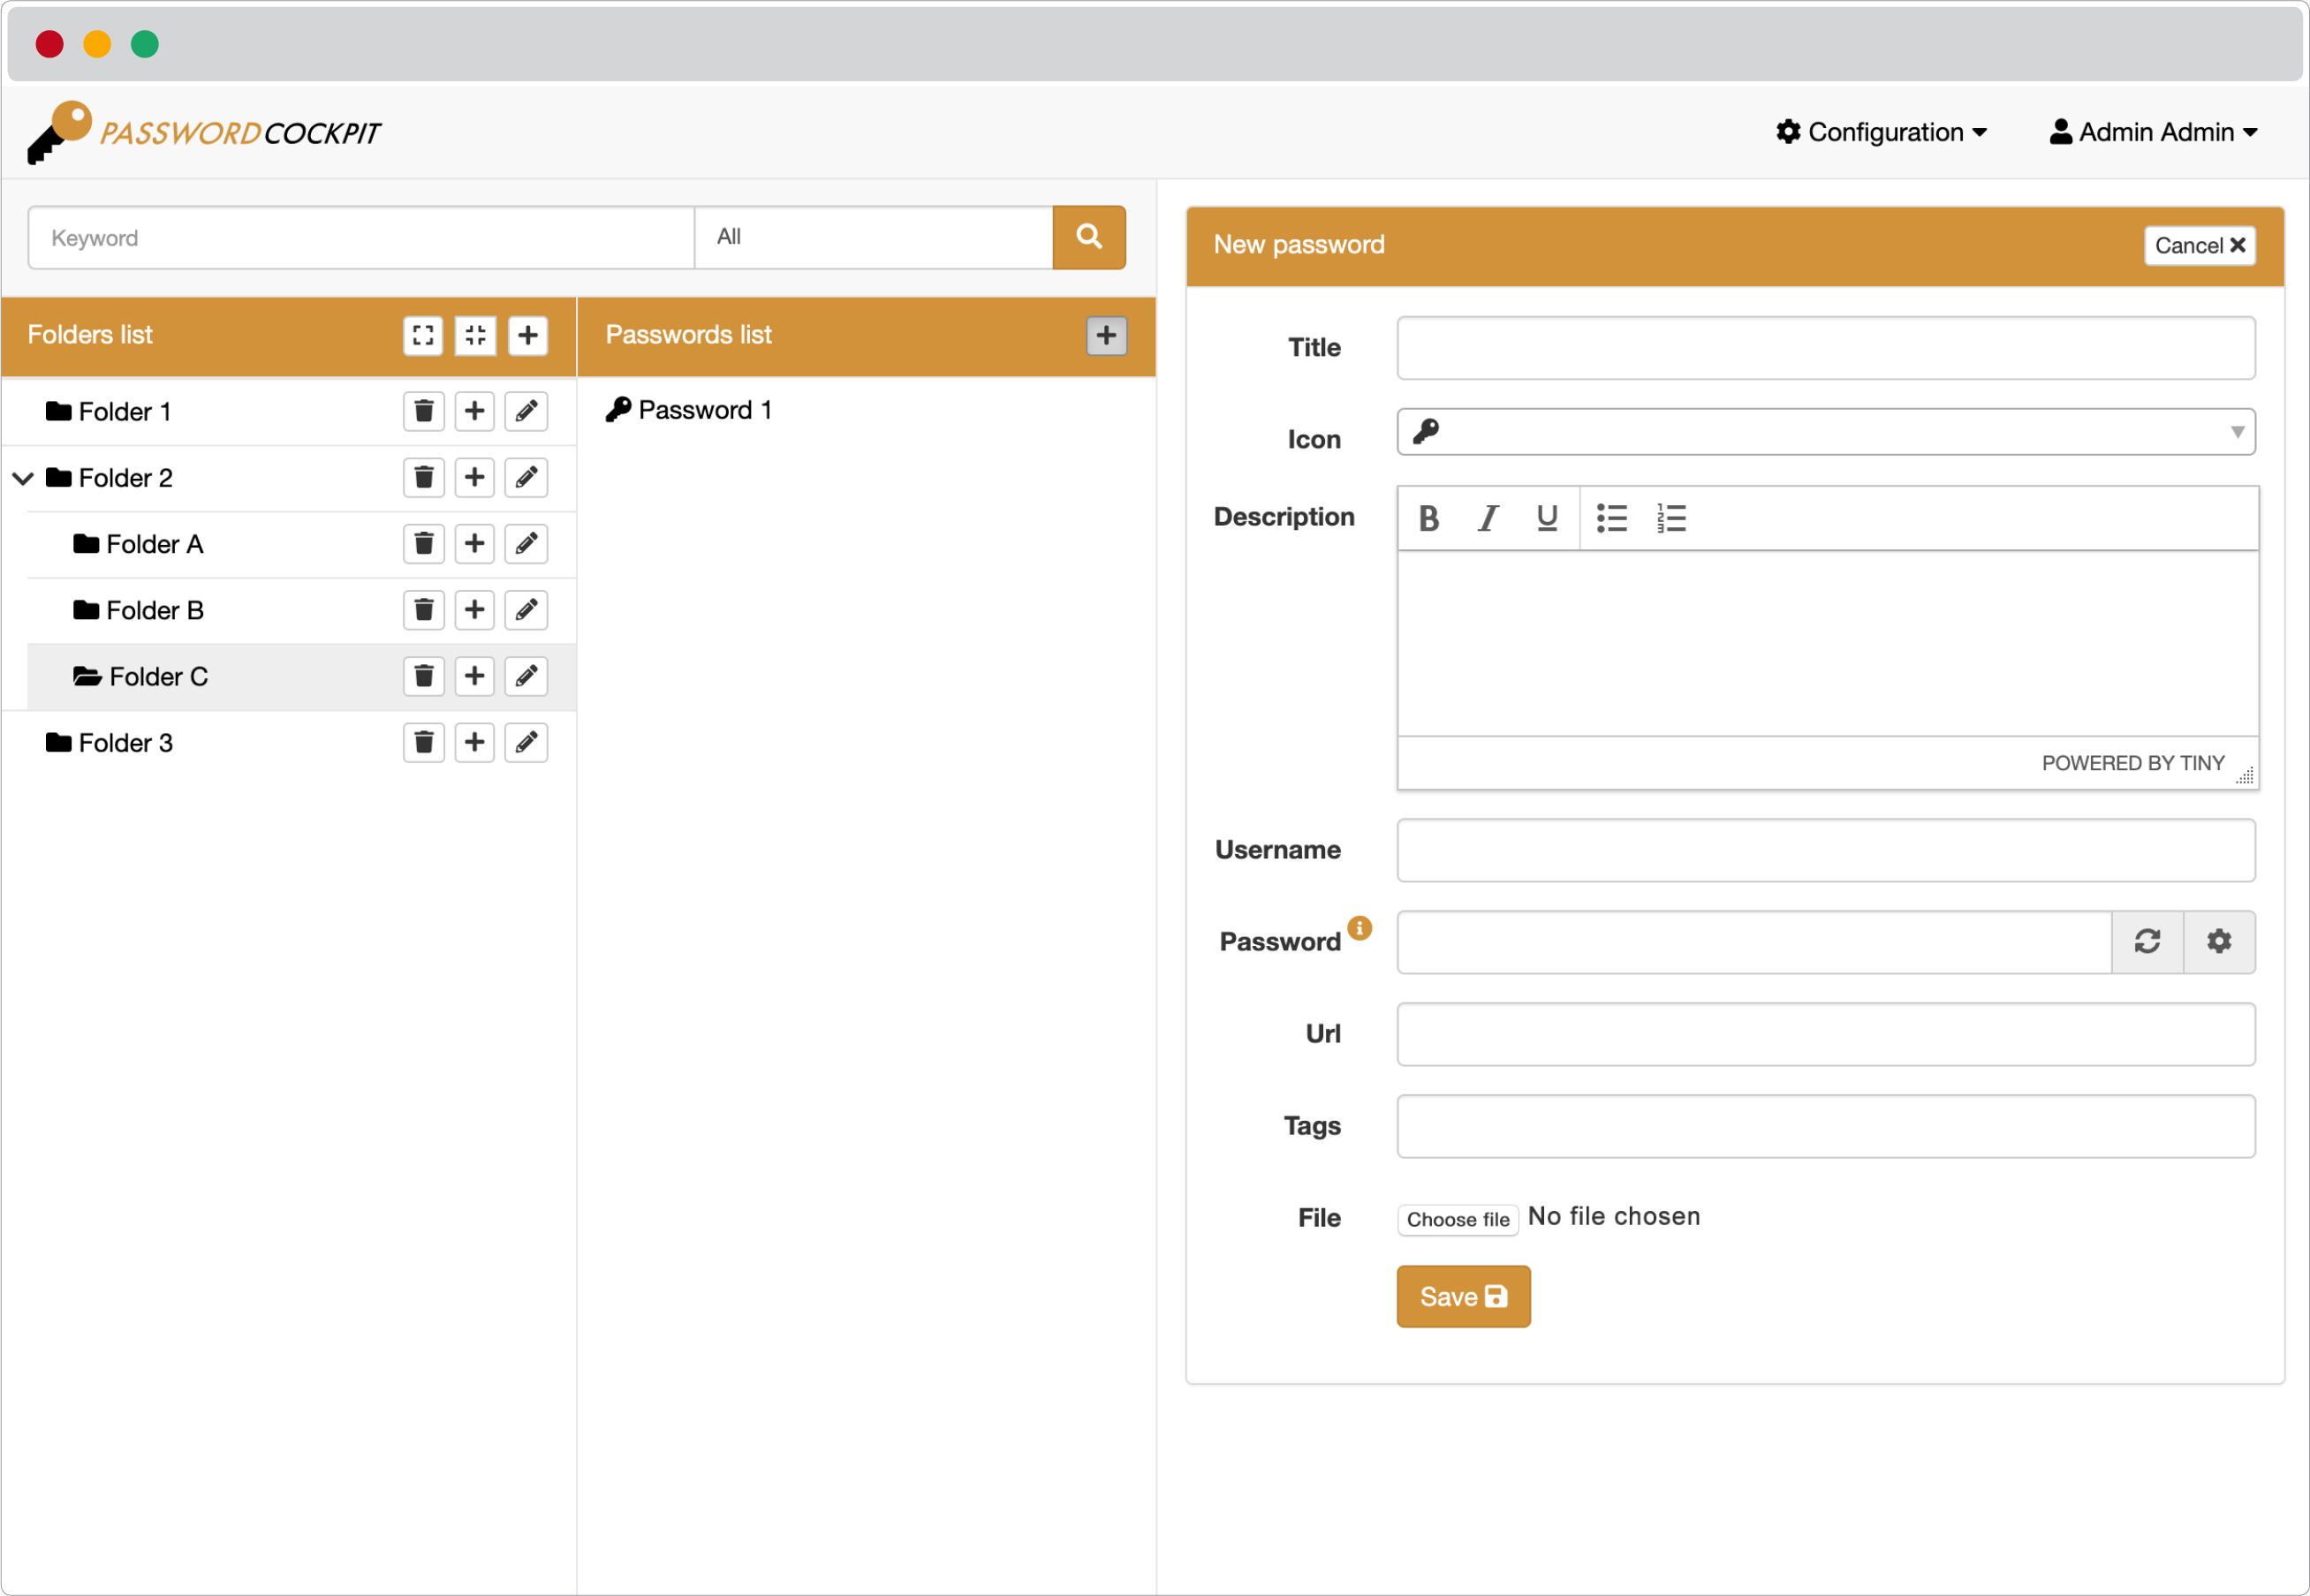 PASSWORDCOCKPIT
Configuration
Admin Admin
Keyword
All
Folders list
Passwords list
Folder 1
Folder 2
Folder A
Folder B
Folder C
Folder 3
Password 1
New password
Cancel
Title
Icon
Description
B I U
POWERED BY TINY
Username
Password
Url
Tags
File
Choose file No file chosen
Save